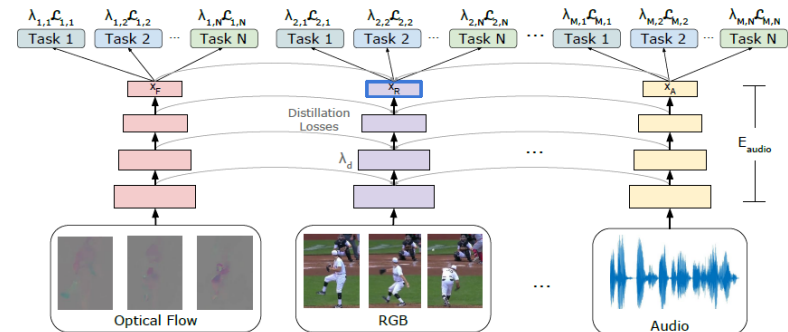 λ1,1ℒ1,1 λ1,2ℒ1,2 λ1,Nℒ1,N λ2,1ℒ2,1 λ2,2ℒ2,2 λ2,Nℒ2,N λM,1ℒM,1 λM,2ℒM,2 λM,NℒM,N
Task 1 Task 2 ... Task N Task 1 Task 2 ... Task N ... Task 1 Task 2 ... Task N
xF xR xA
Distillation
Losses
Eaudio
λd ...
...
Optical Flow RGB Audio